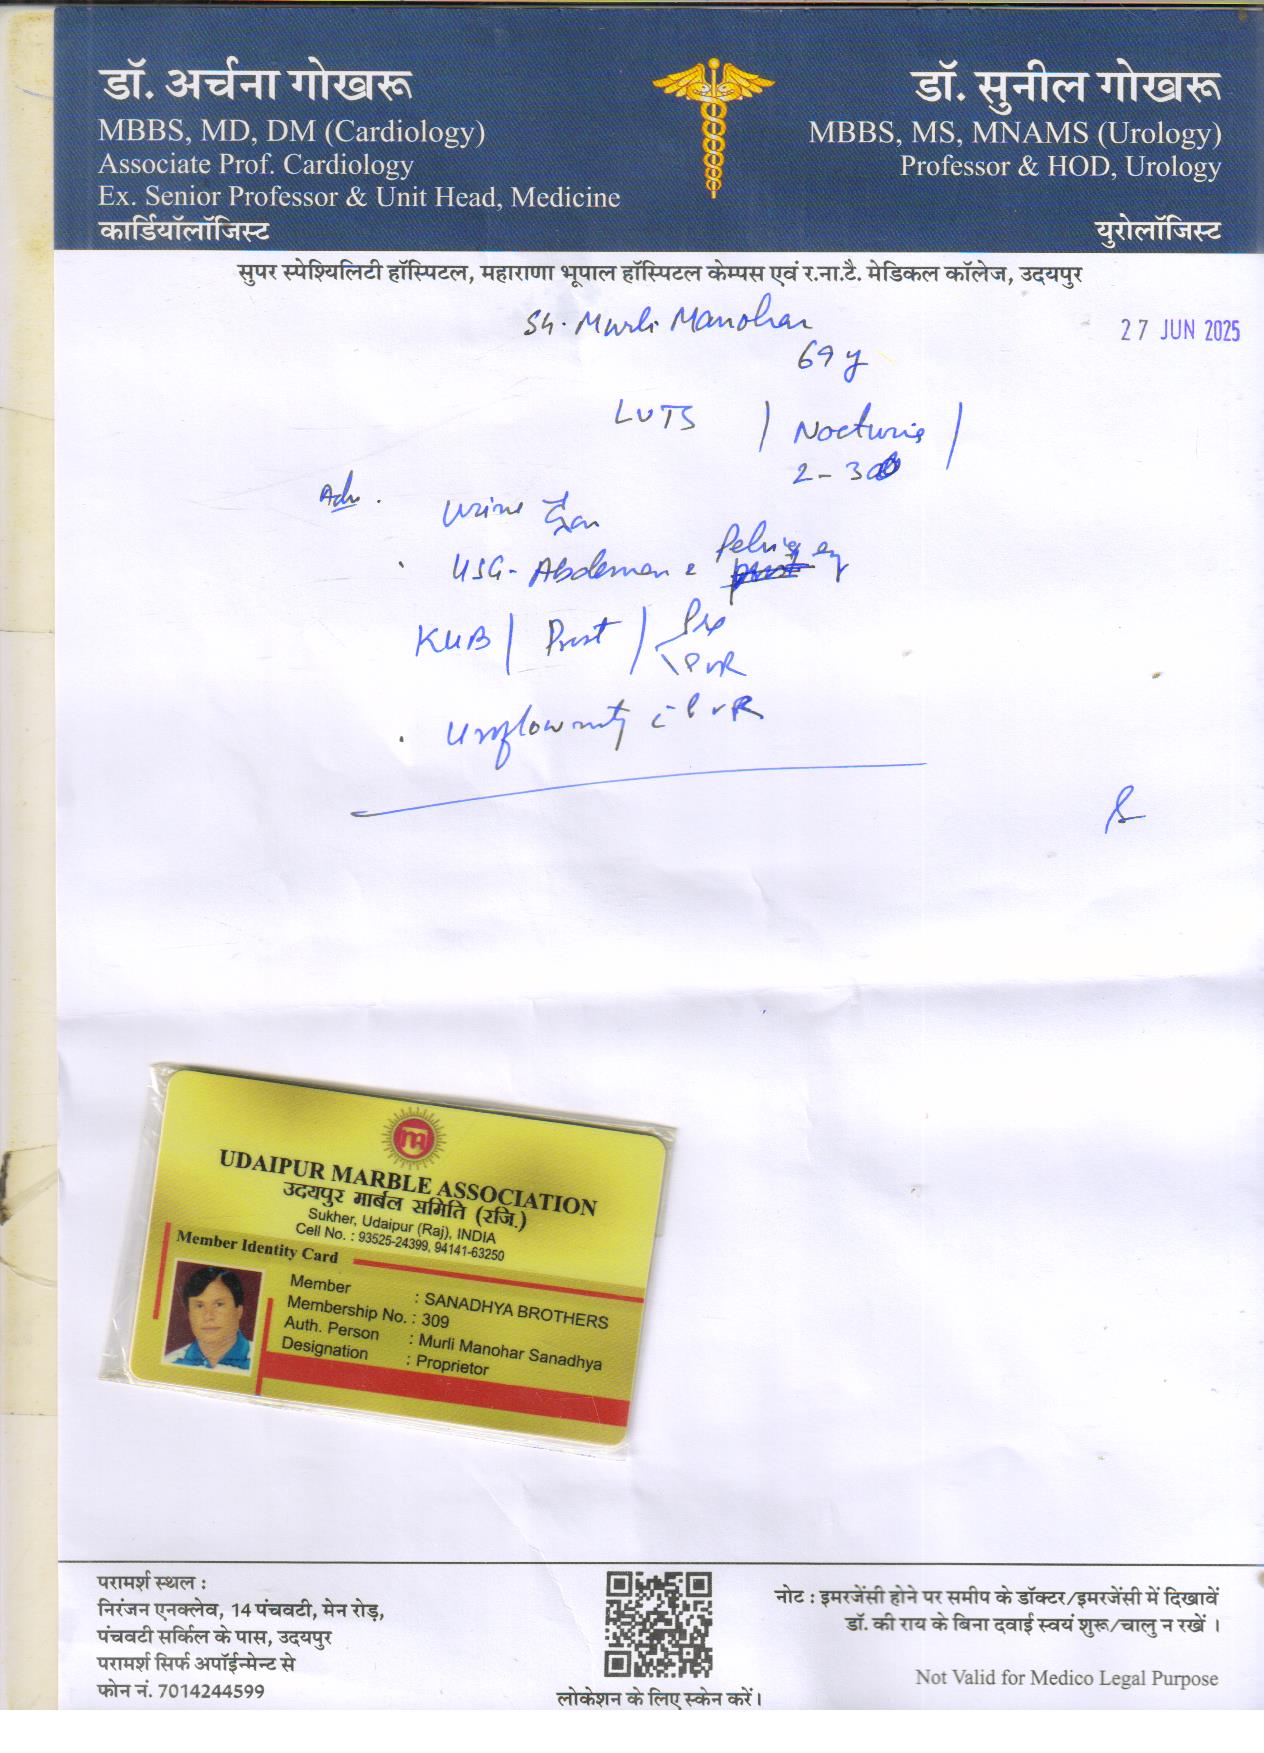 डॉ. अर्चना गोखरू
MBBS, MD, DM (Cardiology)
Associate Prof. Cardiology
Ex. Senior Professor & Unit Head, Medicine
कार्डियॉलॉजिस्ट
डॉ. सुनील गोखरू
MBBS, MS, MNAMS (Urology)
Professor & HOD, Urology
युरोलॉजिस्ट
सुपर स्पेश्यिलिटी हॉस्पिटल, महाराणा भूपाल हॉस्पिटल केम्पस एवं र.ना.टै. मेडिकल कॉलेज, उदयपुर
Sh. Murli Manohar
27 JUN 2025
69 y
LUTS | Nocturia |
2-3
Adv.
Urine
USG - Abdomen Pelvis
KUB | Prost | Pre
PVR
Uroflowmetry c PVR
UDAIPUR MARBLE ASSOCIATION
उदयपुर मार्बल समिति (रजि.)
Sukher, Udaipur (Raj), INDIA
Cell No. : 93525-24399, 94141-63250
Member Identity Card
Member : SANADHYA BROTHERS
Membership No. : 309
Auth. Person : Murli Manohar Sanadhya
Designation : Proprietor
परामर्श स्थल :
निरंजन एनक्लेव, 14 पंचवटी, मेन रोड़,
पंचवटी सर्किल के पास, उदयपुर
परामर्श सिर्फ अपॉईन्मेन्ट से
फोन नं. 7014244599
लोकेशन के लिए स्केन करें।
नोट : इमरजेंसी होने पर समीप के डॉक्टर/इमरजेंसी में दिखावें
डॉ. की राय के बिना दवाई स्वयं शुरू/चालु न रखें ।
Not Valid for Medico Legal Purpose